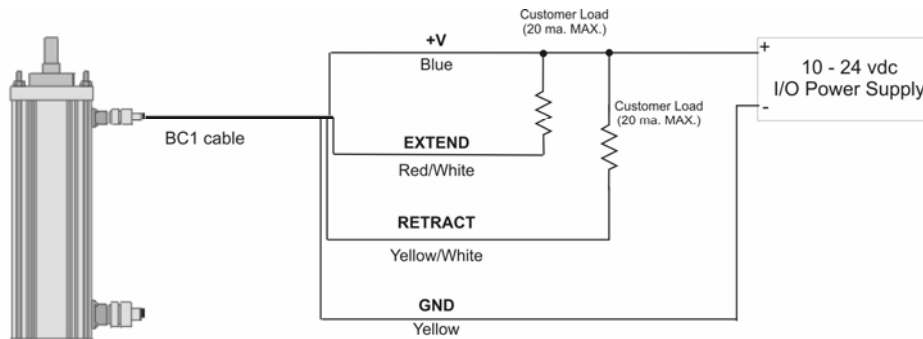 Customer Load
(20 ma. MAX.)
+V
Blue
+
10 - 24 vdc
I/O Power Supply
-
Customer Load
(20 ma. MAX.)
BC1 cable
EXTEND
Red/White
RETRACT
Yellow/White
GND
Yellow